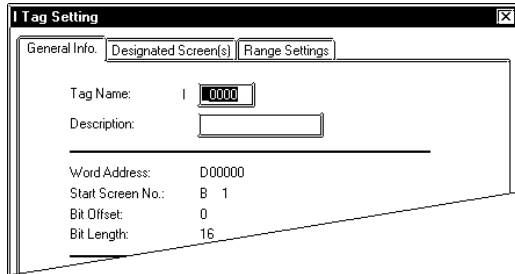 I Tag Setting
General Info. Designated Screen(s) Range Settings
Tag Name: I _0000
Description:
Word Address: D00000
Start Screen No.: B 1
Bit Offset: 0
Bit Length: 16